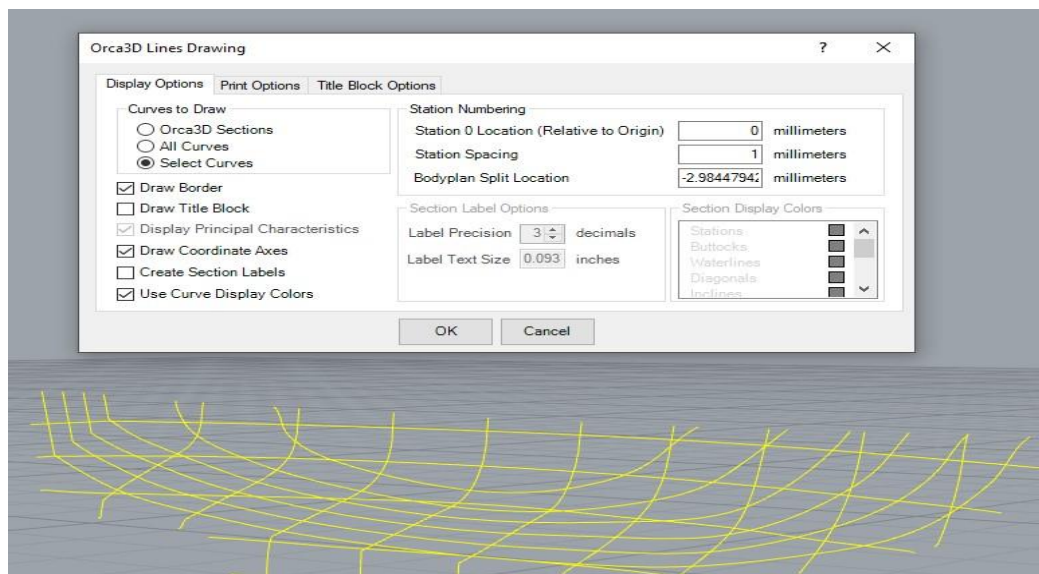 Orca3D Lines Drawing ? ×
Display Options Print Options Title Block Options
Curves to Draw
Orca3D Sections
All Curves
Select Curves
Draw Border
Draw Title Block
Display Principal Characteristics
Draw Coordinate Axes
Create Section Labels
Use Curve Display Colors
Station Numbering
Station 0 Location (Relative to Origin) 0 millimeters
Station Spacing 1 millimeters
Bodyplan Split Location -2.98447942 millimeters
Section Label Options
Label Precision 3 decimals
Label Text Size 0.093 inches
Section Display Colors
Stations
Buttocks
Waterlines
Diagonals
Inclines
OK Cancel